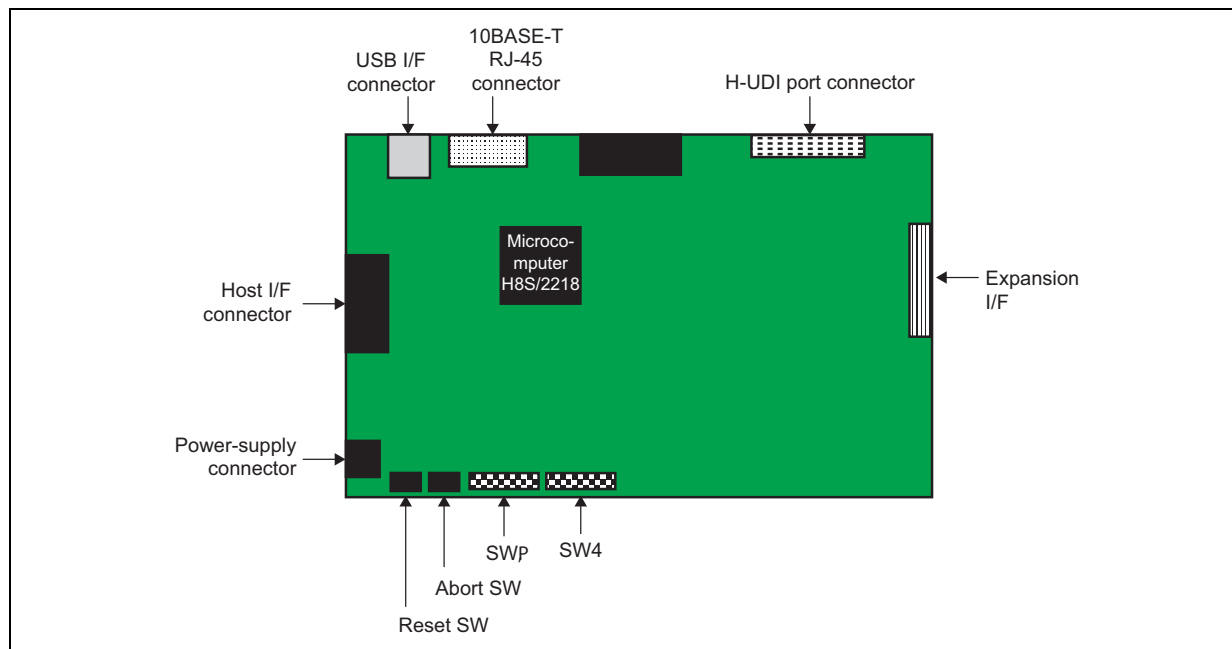 10BASE-T
RJ-45
connector
USB I/F
connector
H-UDI port connector
Microco-
mputer
H8S/2218
Host I/F
connector
Expansion
I/F
Power-supply
connector
SW4
Abort SW
Reset SW